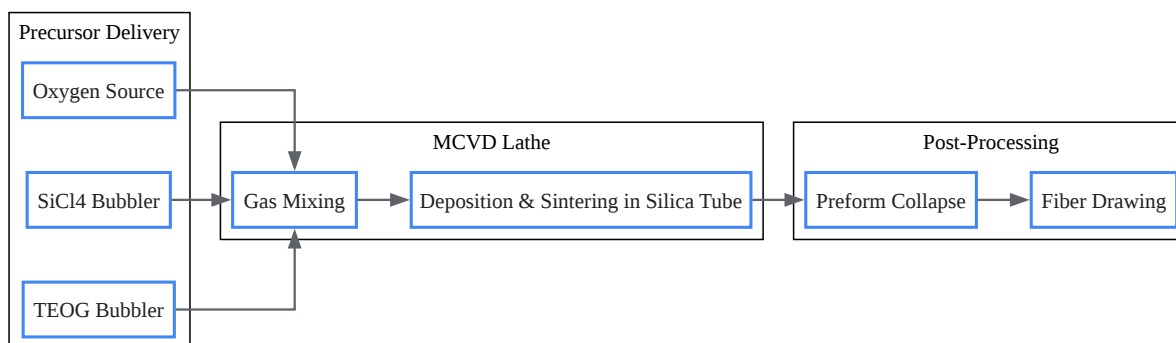 Precursor Delivery
Oxygen Source
SiCl4 Bubbler
TEOG Bubbler
MCVD Lathe
Gas Mixing
Deposition & Sintering in Silica Tube
Post-Processing
Preform Collapse
Fiber Drawing